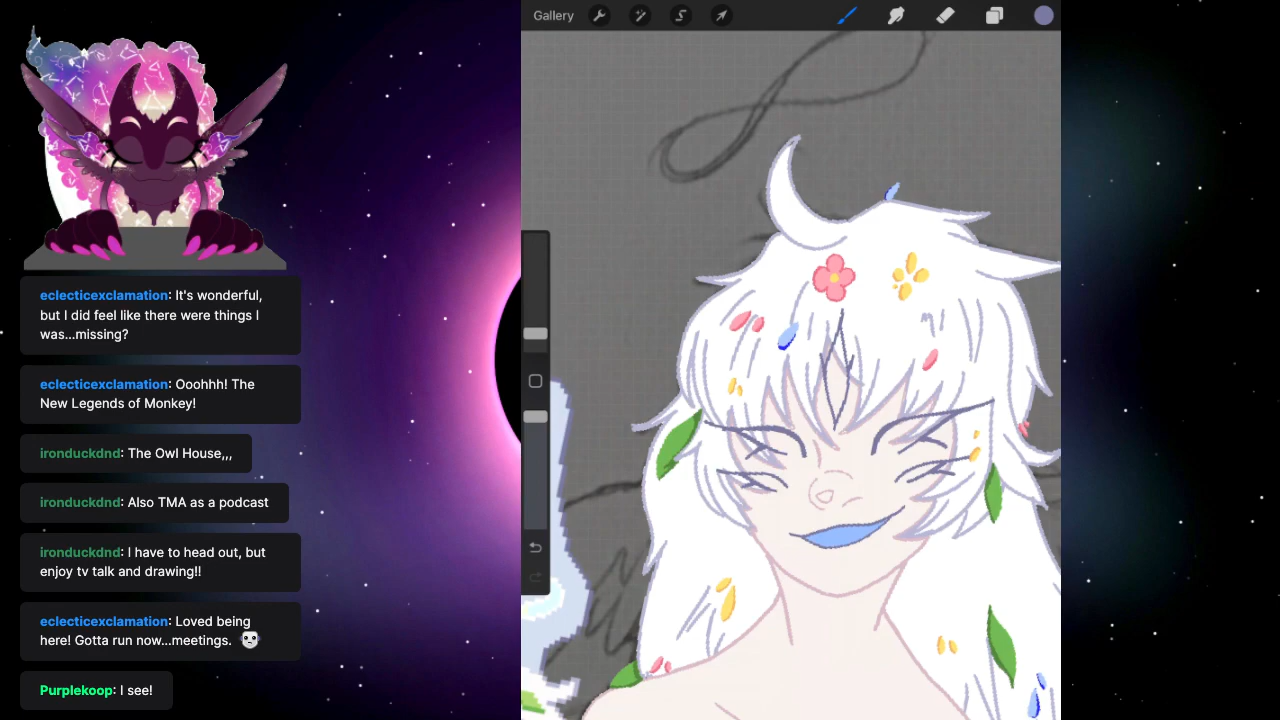 Gallery
eclecticexclamation: It's wonderful,
but I did feel like there were things I
was...missing?
eclecticexclamation: Ooohhh! The
New Legends of Monkey!
ironduckdnd: The Owl House,,,
ironduckdnd: Also TMA as a podcast
ironduckdnd: I have to head out, but
enjoy tv talk and drawing!!
eclecticexclamation: Loved being
here! Gotta run now...meetings.
Purplekoop: I see!